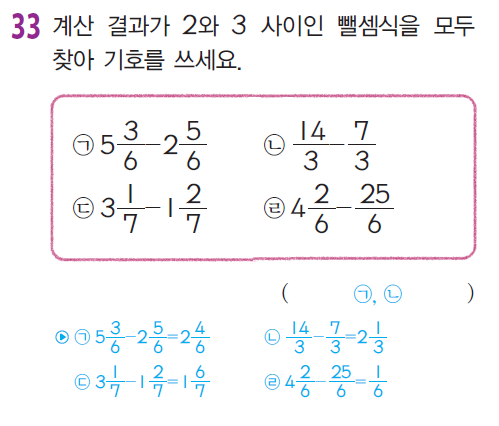 33 계산 결과가 2와 3 사이인 뺄셈식을 모두
찾아 기호를 쓰세요.
㉠ 5 3/6 − 2 5/6 ㉡ 14/3 − 7/3
㉢ 3 1/7 − 1 2/7 ㉣ 4 2/6 − 25/6
( ㉠, ㉡ )
▶ ㉠ 5 3/6 − 2 5/6 = 2 4/6 ㉡ 14/3 − 7/3 = 2 1/3
㉢ 3 1/7 − 1 2/7 = 1 6/7 ㉣ 4 2/6 − 25/6 = 1/6